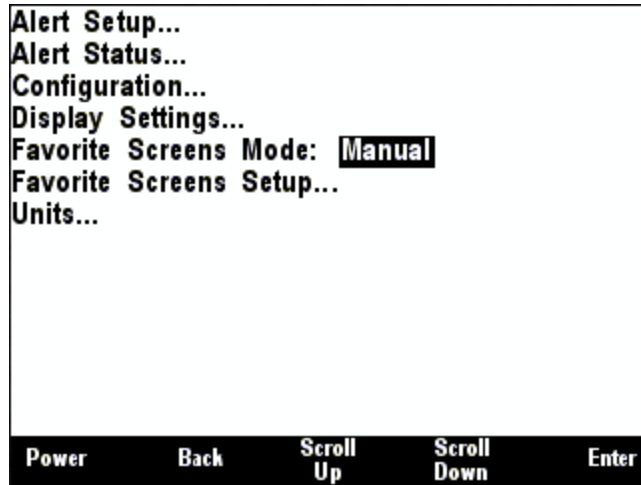 Alert Setup...
Alert Status...
Configuration...
Display Settings...
Favorite Screens Mode: Manual
Favorite Screens Setup...
Units...
Power Back Scroll Up Scroll Down Enter